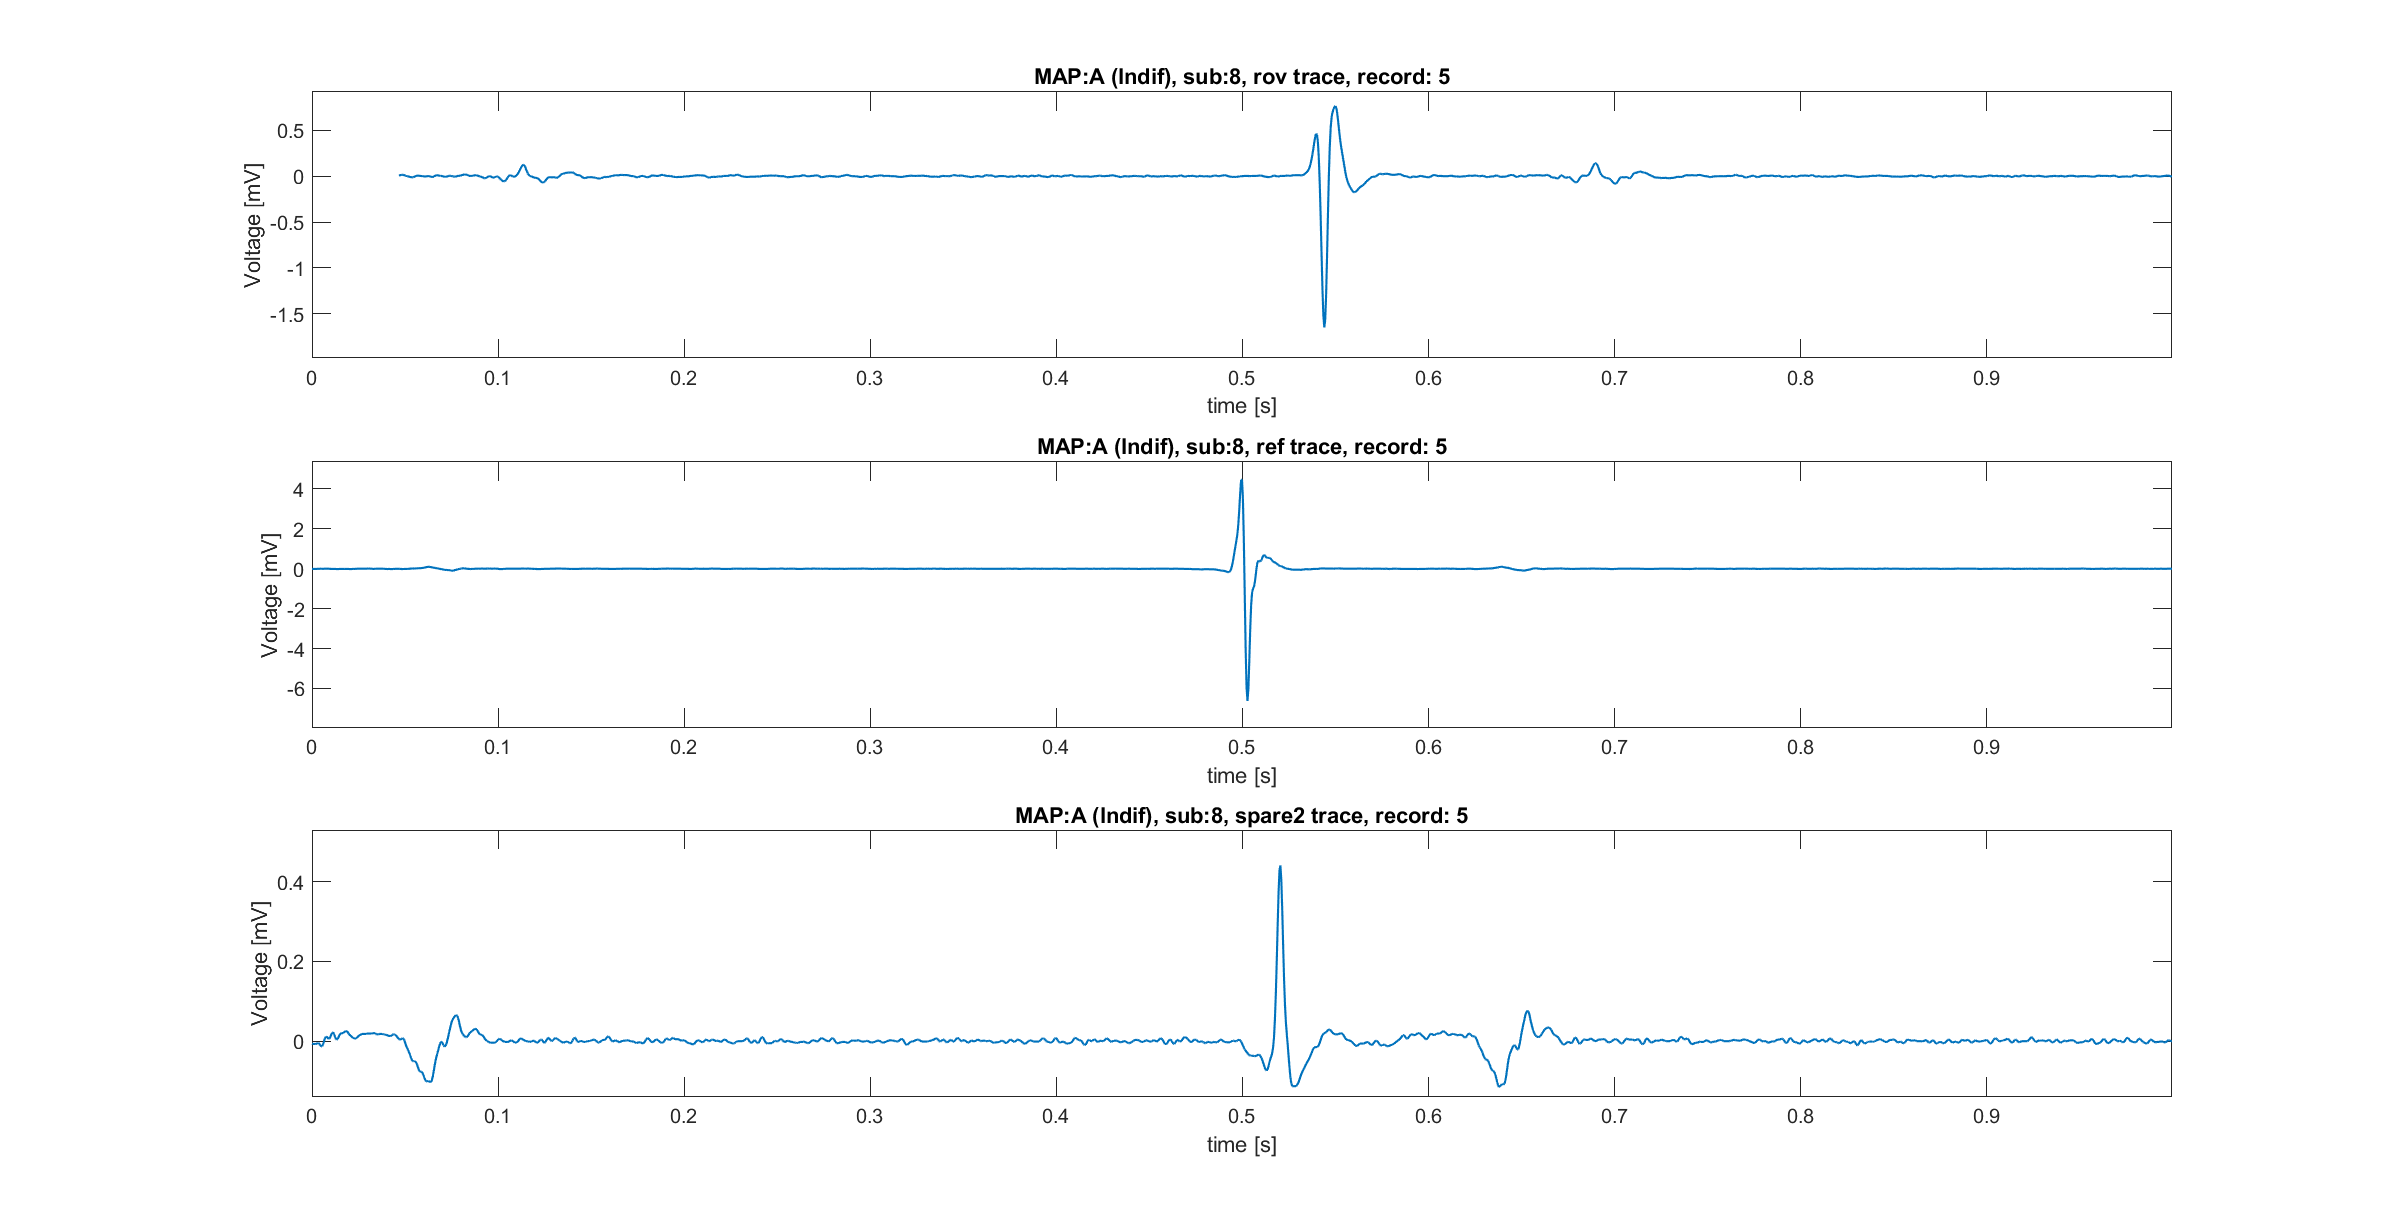 MAP:A (Indif), sub:8, rov trace, record: 5
Voltage [mV]
0.5
0
-0.5
-1
-1.5
0 0.1 0.2 0.3 0.4 0.5 0.6 0.7 0.8 0.9
time [s]
MAP:A (Indif), sub:8, ref trace, record: 5
Voltage [mV]
4
2
0
-2
-4
-6
0 0.1 0.2 0.3 0.4 0.5 0.6 0.7 0.8 0.9
time [s]
MAP:A (Indif), sub:8, spare2 trace, record: 5
Voltage [mV]
0.4
0.2
0
0 0.1 0.2 0.3 0.4 0.5 0.6 0.7 0.8 0.9
time [s]